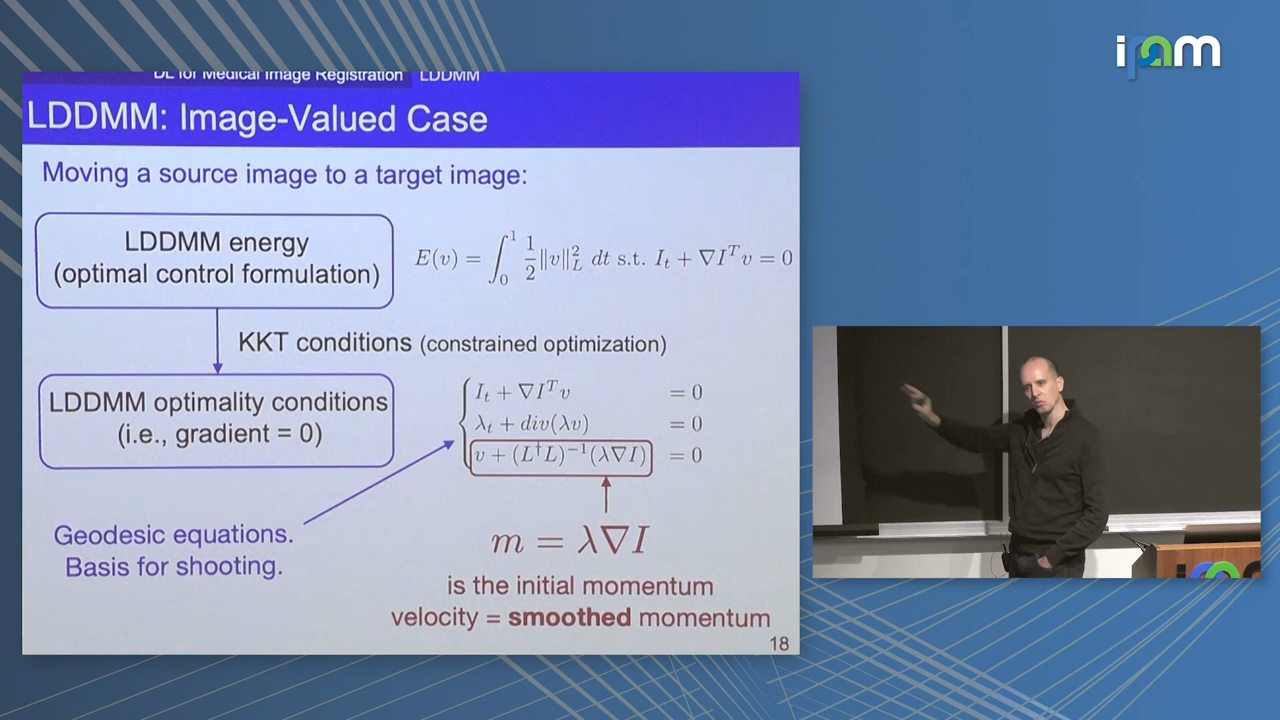 ipam
DL for Medical Image Registration LDDMM
LDDMM: Image-Valued Case
Moving a source image to a target image:
LDDMM energy
(optimal control formulation)
E(v) = ∫₀¹ ½‖v‖²_L dt s.t. I_t + ∇I^T v = 0
KKT conditions (constrained optimization)
LDDMM optimality conditions
(i.e., gradient = 0)
I_t + ∇I^T v = 0
λ_t + div(λv) = 0
v + (L†L)⁻¹(λ∇I) = 0
Geodesic equations.
Basis for shooting.
m = λ∇I
is the initial momentum
velocity = smoothed momentum
18